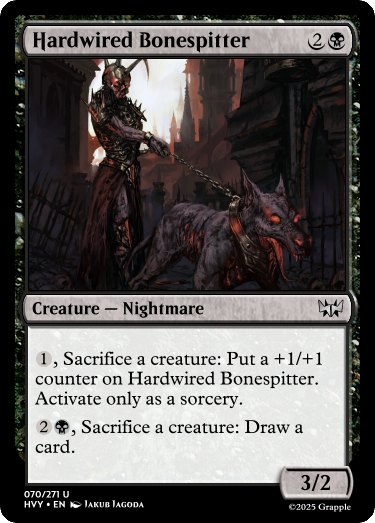 Hardwired Bonespitter 2
Creature — Nightmare
1, Sacrifice a creature: Put a +1/+1
counter on Hardwired Bonespitter.
Activate only as a sorcery.
2, Sacrifice a creature: Draw a
card.
3/2
070/271 U
HVY • EN Jakub Jagoda
©2025 Grapple